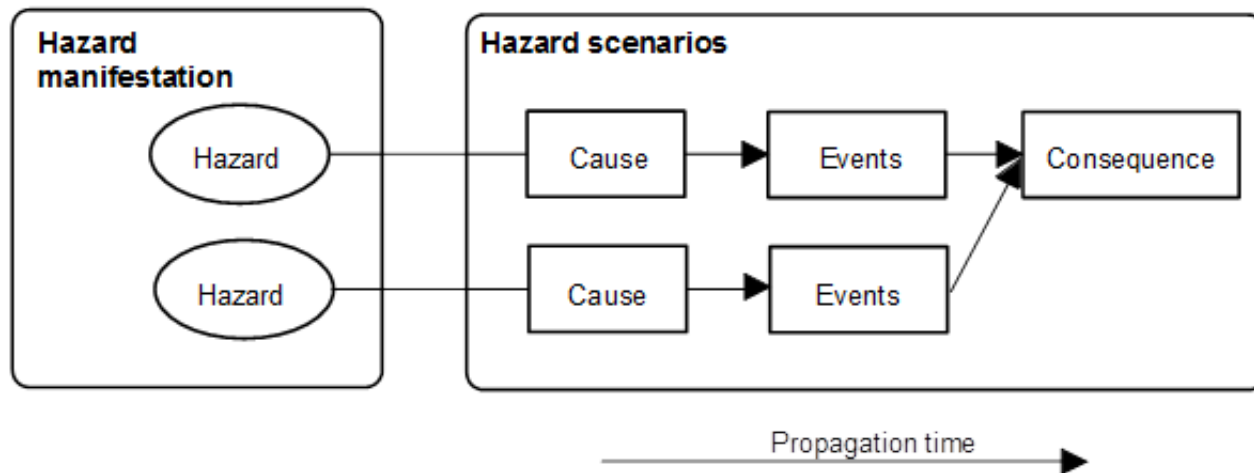 Hazard
manifestation
Hazard scenarios
Hazard
Cause
Events
Consequence
Hazard
Cause
Events
Propagation time